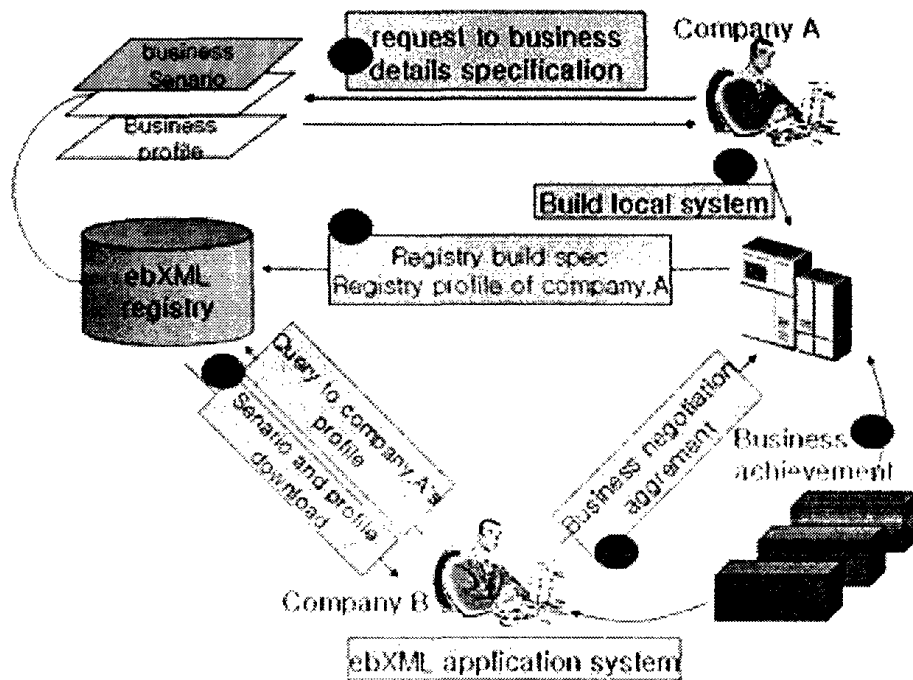 business
Senario
Business
profile
request to business
details specification
Company A
Build local system
Registry build spec
Registry profile of company.A
ebXML
registry
Query to company.A's
profile
Senario and profile
download
Business negotiation
aggrement
Business
achievement
Company B
ebXML application system